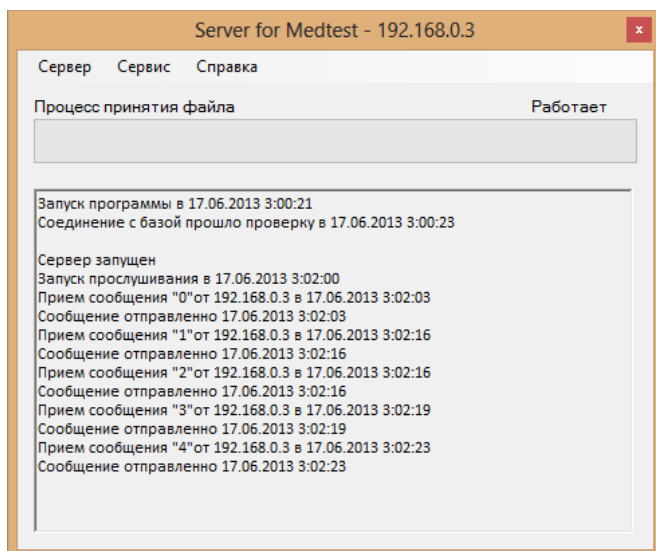 Server for Medtest - 192.168.0.3
x
Сервер Сервис Справка
Процесс принятия файла Работает
Запуск программы в 17.06.2013 3:00:21
Соединение с базой прошло проверку в 17.06.2013 3:00:23
Сервер запущен
Запуск прослушивания в 17.06.2013 3:02:00
Прием сообщения "0"от 192.168.0.3 в 17.06.2013 3:02:03
Сообщение отправленно 17.06.2013 3:02:03
Прием сообщения "1"от 192.168.0.3 в 17.06.2013 3:02:16
Сообщение отправленно 17.06.2013 3:02:16
Прием сообщения "2"от 192.168.0.3 в 17.06.2013 3:02:16
Сообщение отправленно 17.06.2013 3:02:16
Прием сообщения "3"от 192.168.0.3 в 17.06.2013 3:02:19
Сообщение отправленно 17.06.2013 3:02:19
Прием сообщения "4"от 192.168.0.3 в 17.06.2013 3:02:23
Сообщение отправленно 17.06.2013 3:02:23